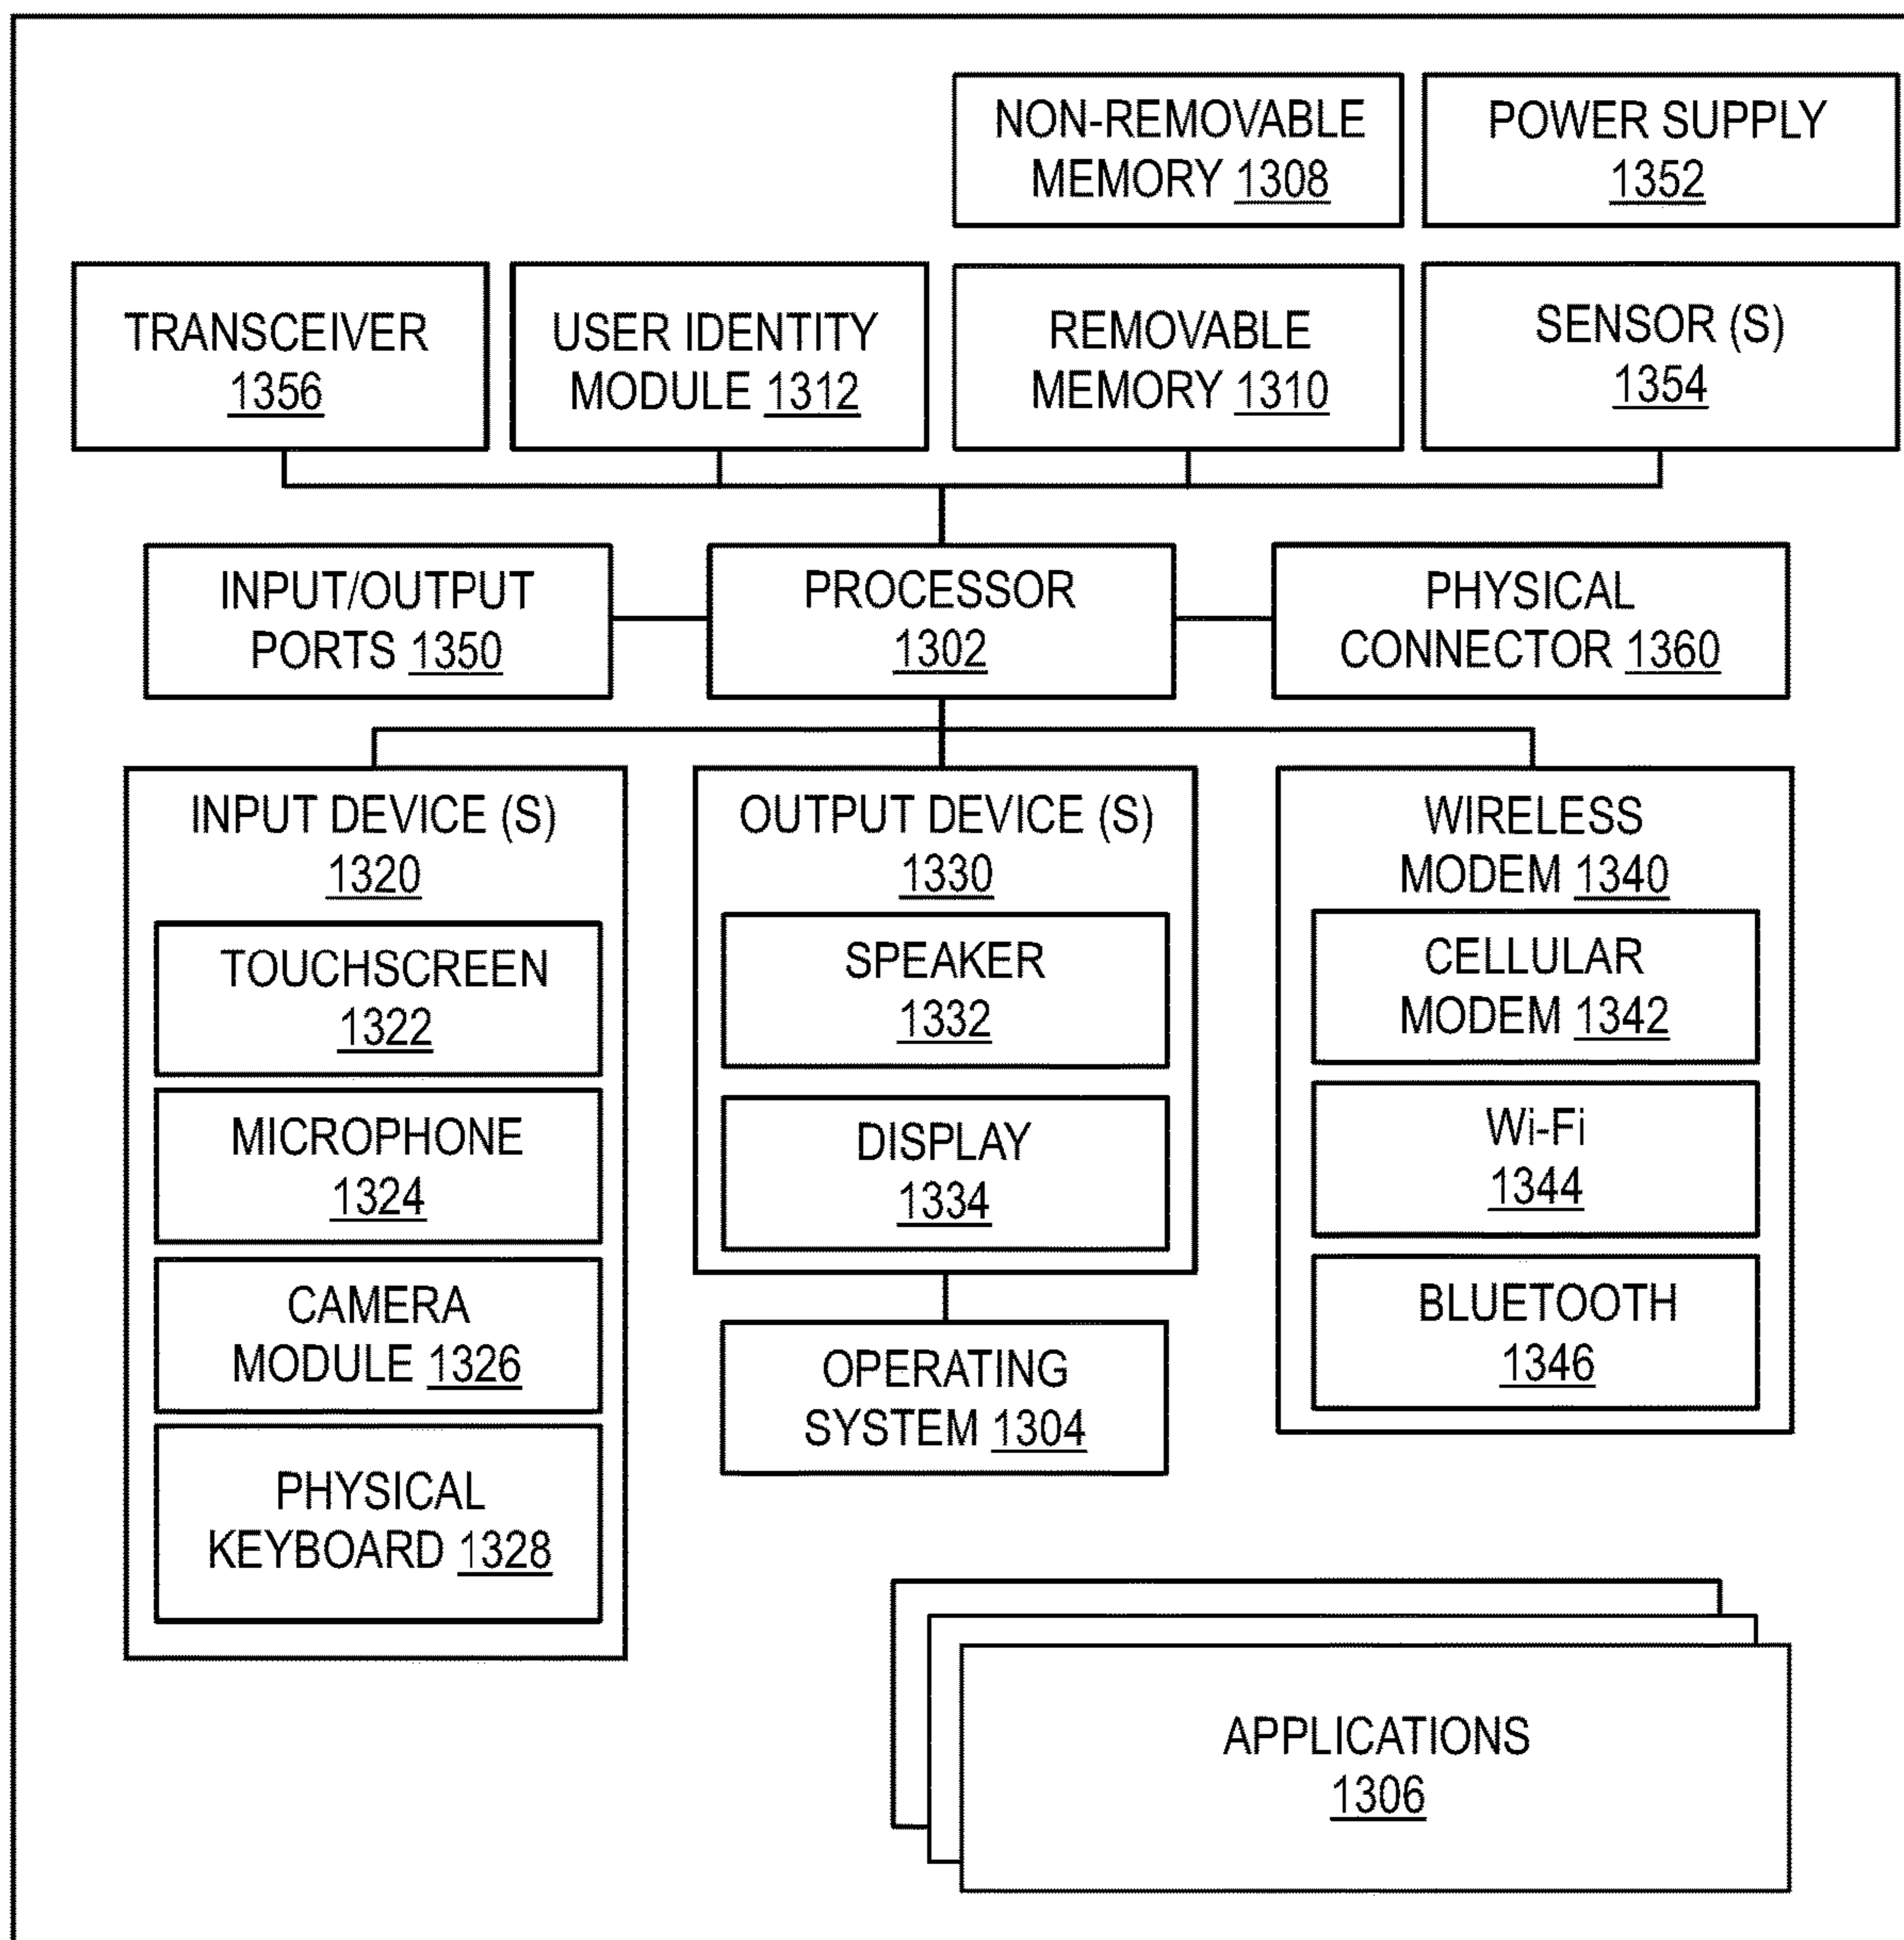 NON-REMOVABLE
MEMORY 1308
POWER SUPPLY
1352
TRANSCEIVER
1356
USER IDENTITY
MODULE 1312
REMOVABLE
MEMORY 1310
SENSOR (S)
1354
INPUT/OUTPUT
PORTS 1350
PROCESSOR
1302
PHYSICAL
CONNECTOR 1360
INPUT DEVICE (S)
1320
TOUCHSCREEN
1322
MICROPHONE
1324
CAMERA
MODULE 1326
PHYSICAL
KEYBOARD 1328
OUTPUT DEVICE (S)
1330
SPEAKER
1332
DISPLAY
1334
OPERATING
SYSTEM 1304
WIRELESS
MODEM 1340
CELLULAR
MODEM 1342
Wi-Fi
1344
BLUETOOTH
1346
APPLICATIONS
1306